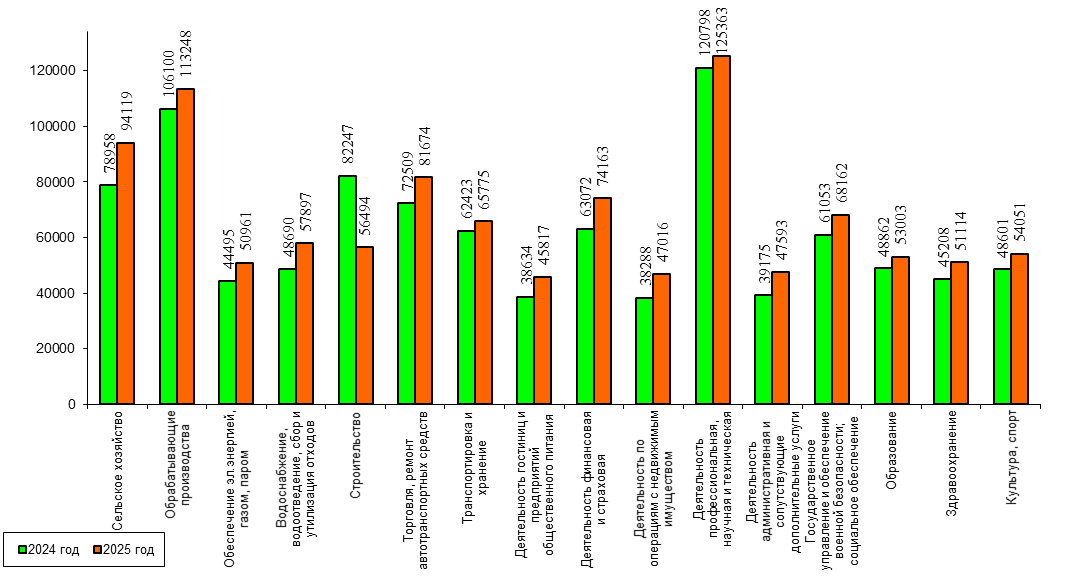 120000
100000
80000
60000
40000
20000
0
78958
94119
106100
113248
44495
50961
48690
57897
82247
56494
72509
81674
62423
65775
38634
45817
63072
74163
38288
47016
120798
125363
39175
47593
61053
68162
48862
53003
45208
51114
48601
54051
Сельское хозяйство
Обрабатывающие
производства
Обеспечение эл.энергией,
газом, паром
Водоснабжение,
водоотведение, сбор и
утилизация отходов
Строительство
Торговля, ремонт
автотранспортных средств
Транспортировка и
хранение
Деятельность гостиниц и
предприятий
общественного питания
Деятельность финансовая
и страховая
Деятельность по
операциям с недвижимым
имуществом
Деятельность
профессиональная,
научная и техническая
Деятельность
административная и
сопутствующие
дополнительные услуги
Государственное
управление и обеспечение
военной безопасности;
социальное обеспечение
Образование
Здравоохранение
Культура, спорт
2024 год
2025 год